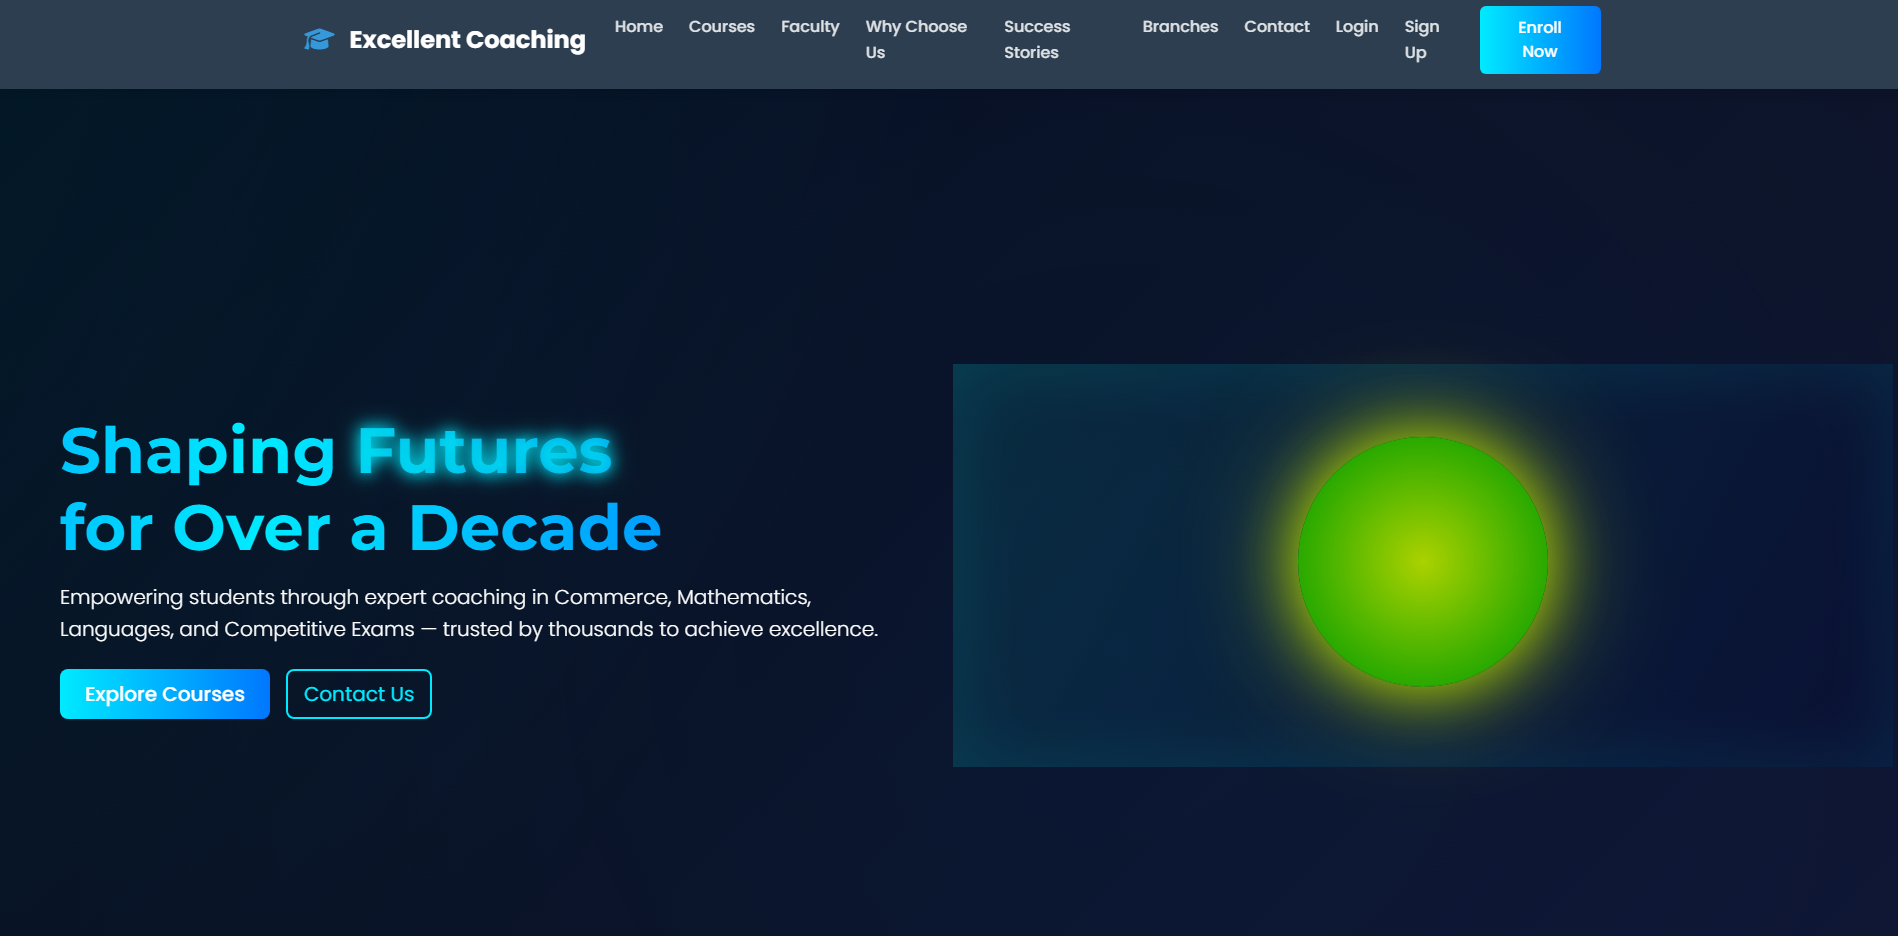 Excellent Coaching
Home
Courses
Faculty
Why Choose
Us
Success
Stories
Branches
Contact
Login
Sign
Up
Enroll
Now
Shaping Futures
for Over a Decade
Empowering students through expert coaching in Commerce, Mathematics,
Languages, and Competitive Exams — trusted by thousands to achieve excellence.
Explore Courses
Contact Us